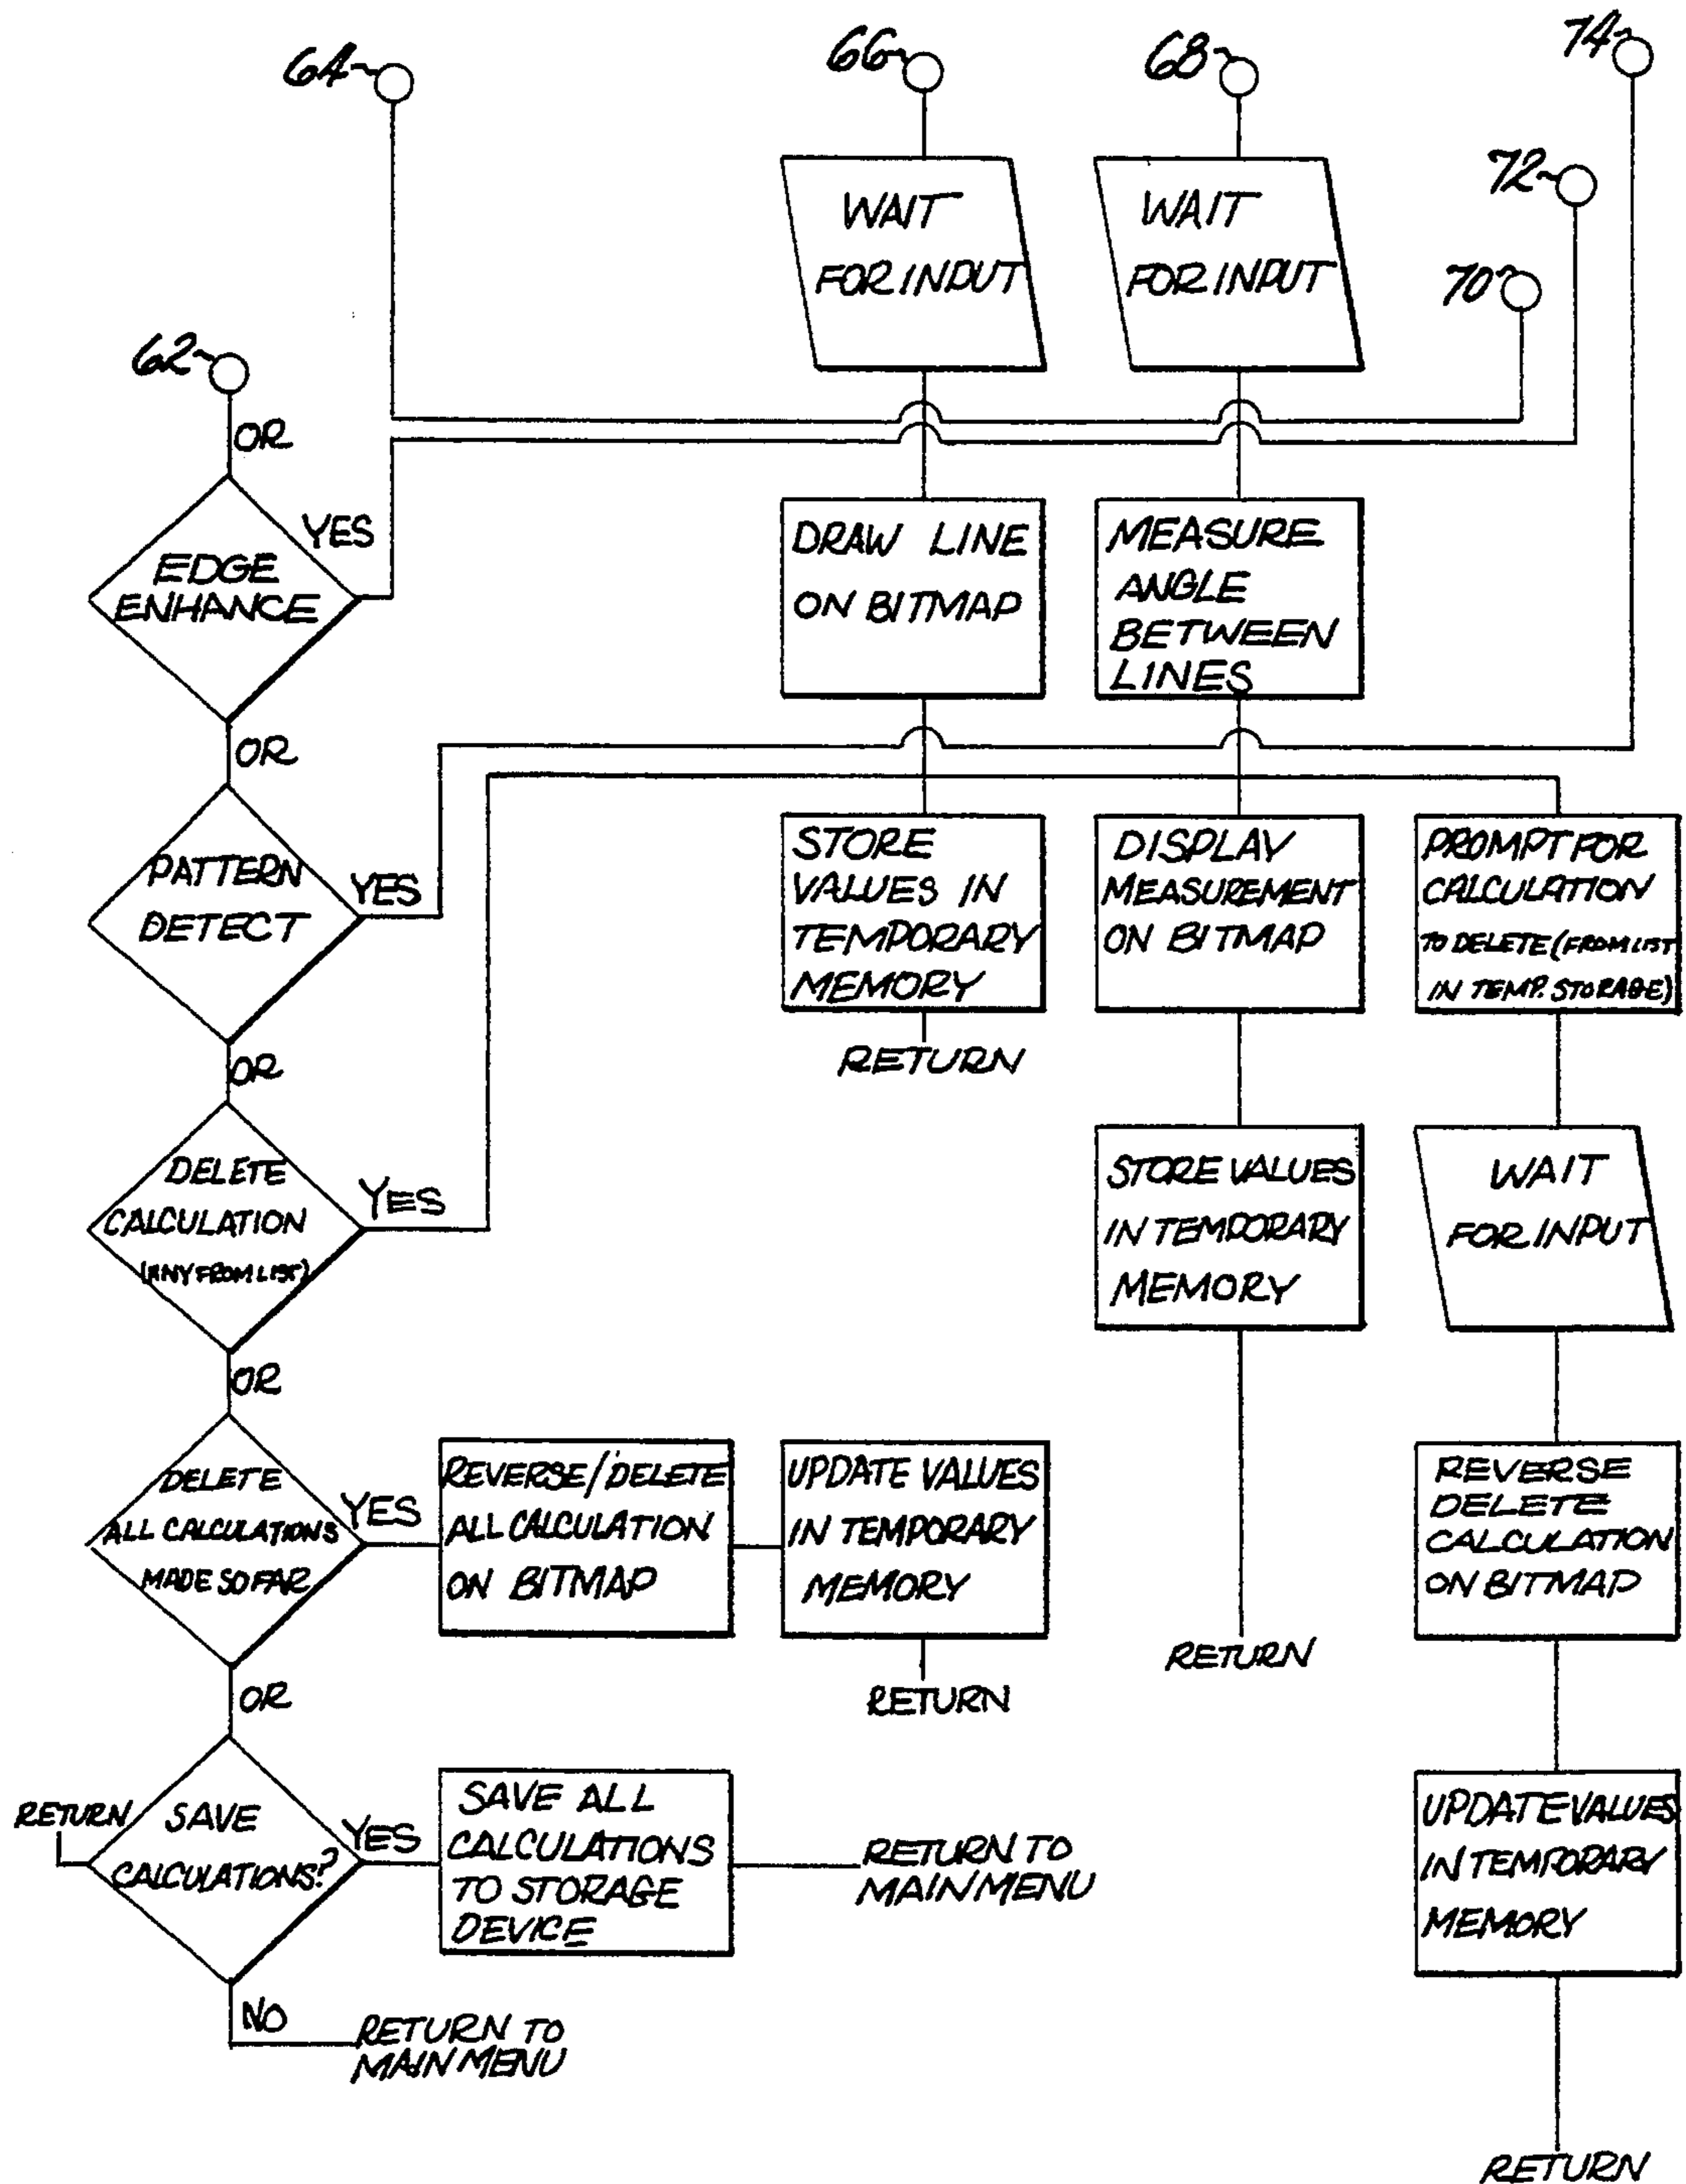 64
66
68
74
72
70
62
WAIT
FOR INPUT
WAIT
FOR INPUT
OR
YES
EDGE
ENHANCE
DRAW LINE
ON BITMAP
MEASURE
ANGLE
BETWEEN
LINES
OR
PATTERN
DETECT
YES
STORE
VALUES IN
TEMPORARY
MEMORY
RETURN
DISPLAY
MEASUREMENT
ON BITMAP
PROMPT FOR
CALCULATION
TO DELETE (FROM LIST
IN TEMP. STORAGE)
OR
DELETE
CALCULATION
(ANY FROM LIST)
YES
STORE VALUES
IN TEMPORARY
MEMORY
RETURN
WAIT
FOR INPUT
OR
DELETE
ALL CALCULATIONS
MADE SO FAR
YES
REVERSE/DELETE
ALL CALCULATION
ON BITMAP
UPDATE VALUES
IN TEMPORARY
MEMORY
RETURN
REVERSE
DELETE
CALCULATION
ON BITMAP
OR
RETURN
SAVE
CALCULATIONS?
YES
SAVE ALL
CALCULATIONS
TO STORAGE
DEVICE
RETURN TO
MAIN MENU
UPDATE VALUES
IN TEMPORARY
MEMORY
NO
RETURN TO
MAIN MENU
RETURN